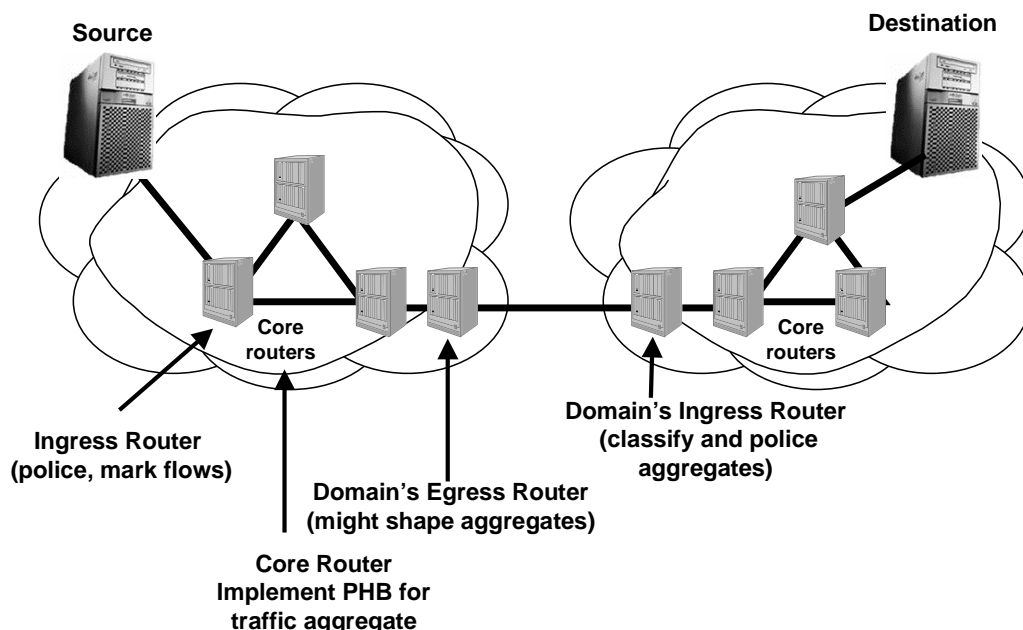 Source
Destination
Core
routers
Core
routers
Ingress Router
(police, mark flows)
Domain's Ingress Router
(classify and police
aggregates)
Domain's Egress Router
(might shape aggregates)
Core Router
Implement PHB for
traffic aggregate